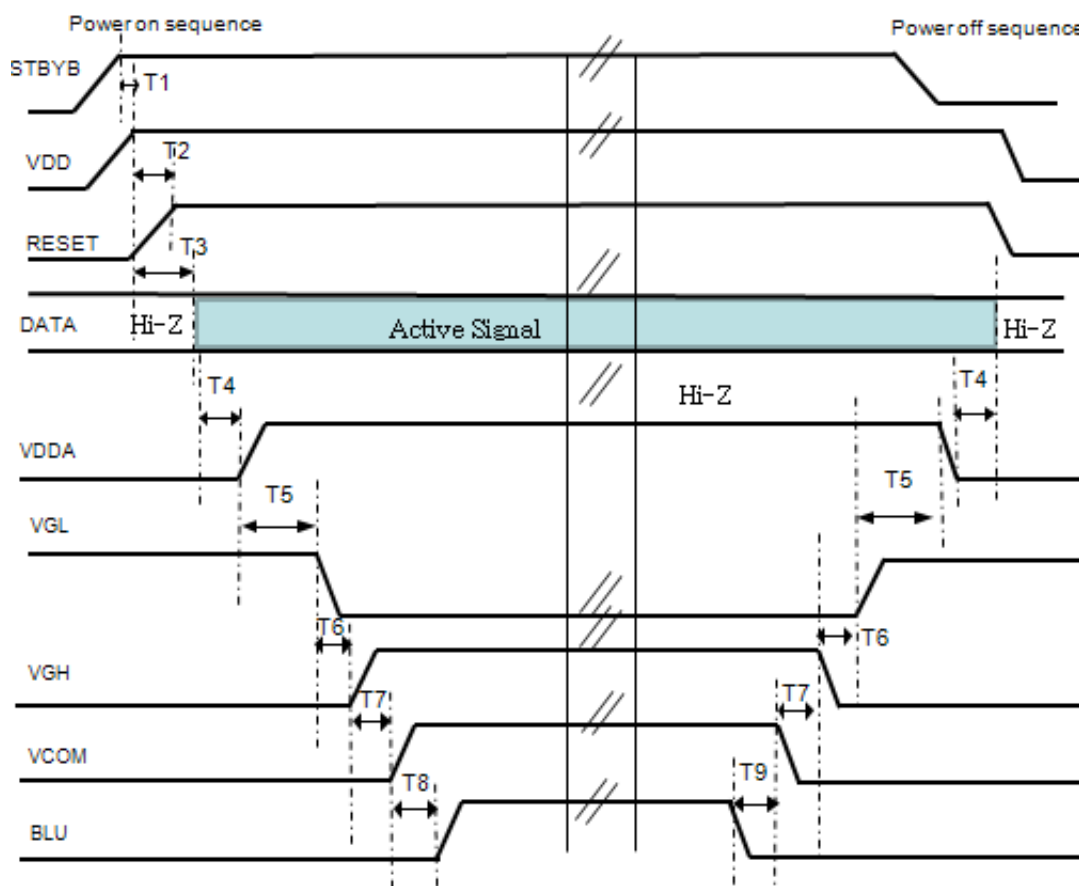 Power on sequence
Power off sequence
STBYB
T1
VDD
T2
RESET
T3
DATA
Hi-Z
Active Signal
Hi-Z
T4
Hi-Z
T4
VDDA
T5
T5
VGL
T6
T6
VGH
T7
T7
VCOM
T8
T9
BLU